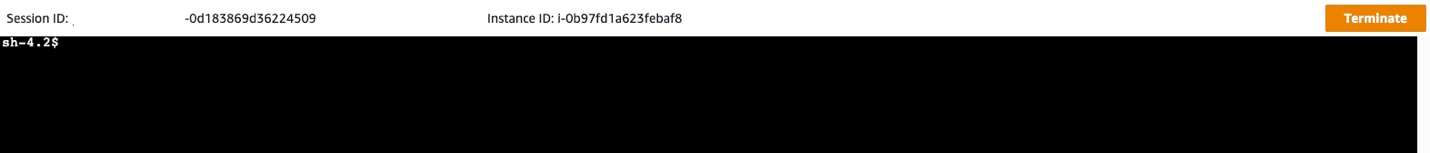 Session ID: -0d183869d36224509 Instance ID: i-0b97fd1a623febaf8 Terminate
sh-4.2$